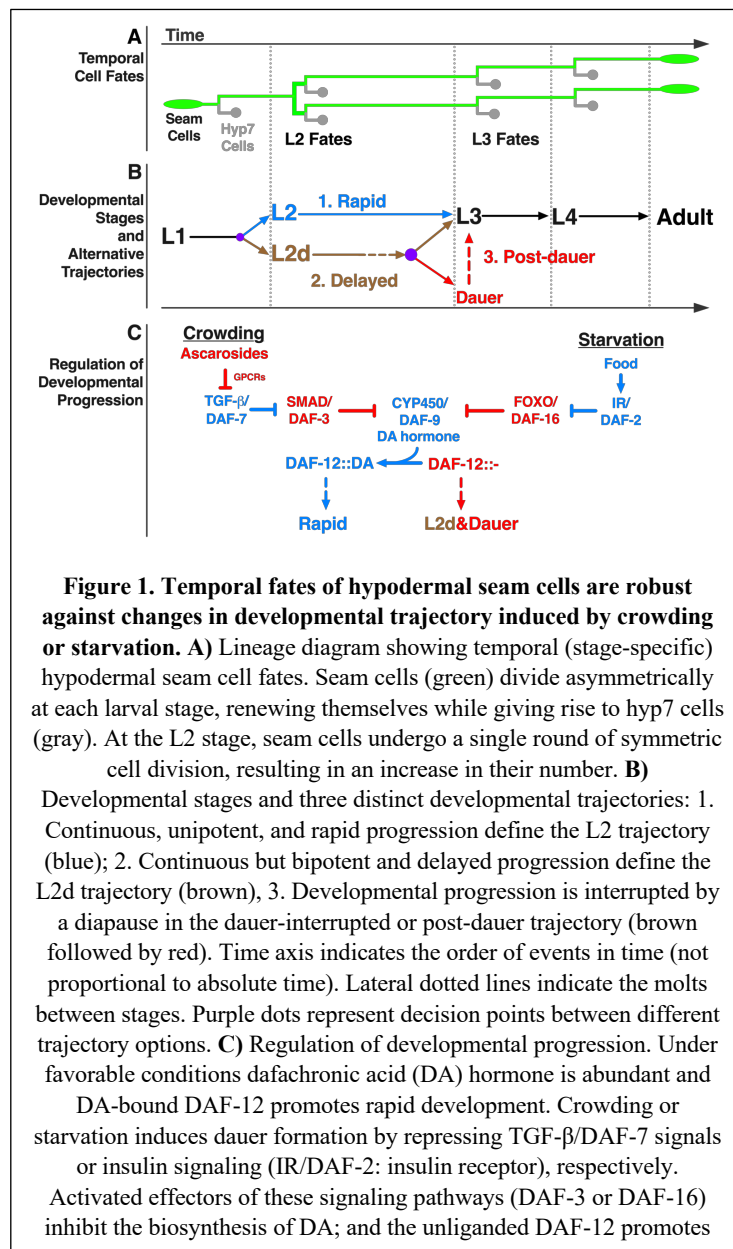 A
Time
Temporal
Cell Fates
Seam
Cells
Hyp7
Cells
L2 Fates
L3 Fates
B
Developmental
Stages
and
Alternative
Trajectories
L1
L2
1. Rapid
L3
L4
Adult
L2d
2. Delayed
3. Post-dauer
Dauer
C
Regulation of
Developmental
Progression
Crowding
Ascarosides
GPCRs
Starvation
Food
TGF-β/
DAF-7
SMAD/
DAF-3
CYP450/
DAF-9
DA hormone
FOXO/
DAF-16
IR/
DAF-2
DAF-12::DA
DAF-12::-
Rapid
L2d&Dauer
Figure 1. Temporal fates of hypodermal seam cells are robust
against changes in developmental trajectory induced by crowding
or starvation. A) Lineage diagram showing temporal (stage-specific)
hypodermal seam cell fates. Seam cells (green) divide asymmetrically
at each larval stage, renewing themselves while giving rise to hyp7 cells
(gray). At the L2 stage, seam cells undergo a single round of symmetric
cell division, resulting in an increase in their number. B)
Developmental stages and three distinct developmental trajectories: 1.
Continuous, unipotent, and rapid progression define the L2 trajectory
(blue); 2. Continuous but bipotent and delayed progression define the
L2d trajectory (brown), 3. Developmental progression is interrupted by
a diapause in the dauer-interrupted or post-dauer trajectory (brown
followed by red). Time axis indicates the order of events in time (not
proportional to absolute time). Lateral dotted lines indicate the molts
between stages. Purple dots represent decision points between different
trajectory options. C) Regulation of developmental progression. Under
favorable conditions dafachronic acid (DA) hormone is abundant and
DA-bound DAF-12 promotes rapid development. Crowding or
starvation induces dauer formation by repressing TGF-β/DAF-7 signals
or insulin signaling (IR/DAF-2: insulin receptor), respectively.
Activated effectors of these signaling pathways (DAF-3 or DAF-16)
inhibit the biosynthesis of DA; and the unliganded DAF-12 promotes